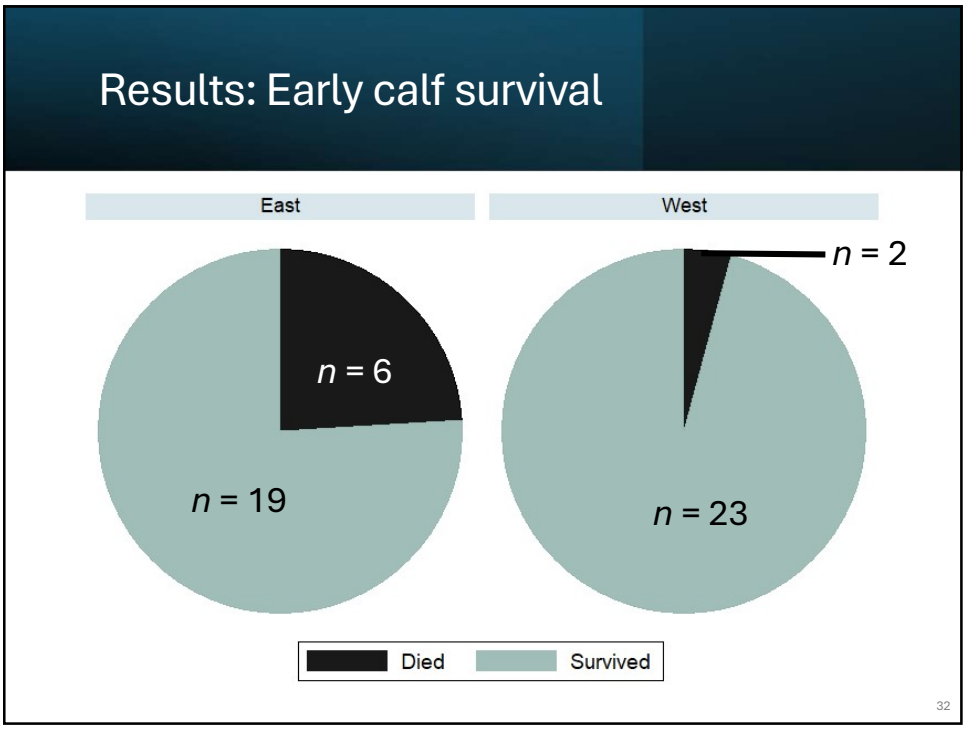 Results: Early calf survival
East
West
n = 2
n = 6
n = 19
n = 23
Died
Survived
32